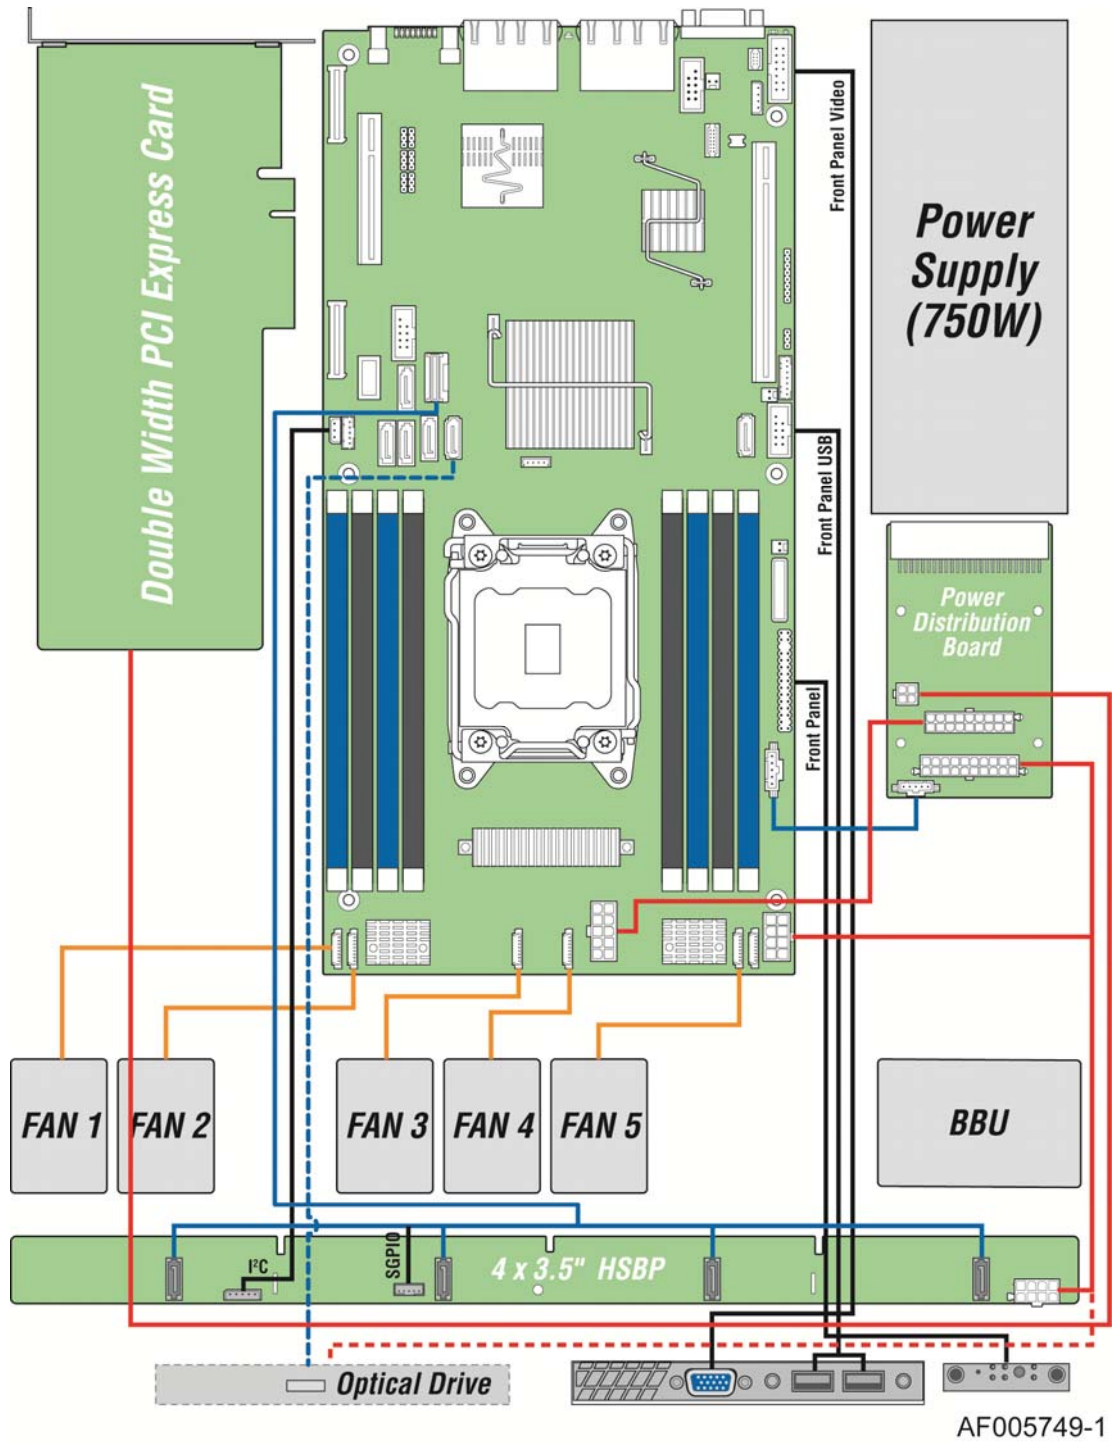 Double Width PCI Express Card
Front Panel Video
Power
Supply
(750W)
Front Panel USB
Power
Distribution
Board
Front Panel
FAN 1
FAN 2
FAN 3
FAN 4
FAN 5
BBU
I²C
SGPIO
4 x 3.5" HSBP
Optical Drive
AF005749-1